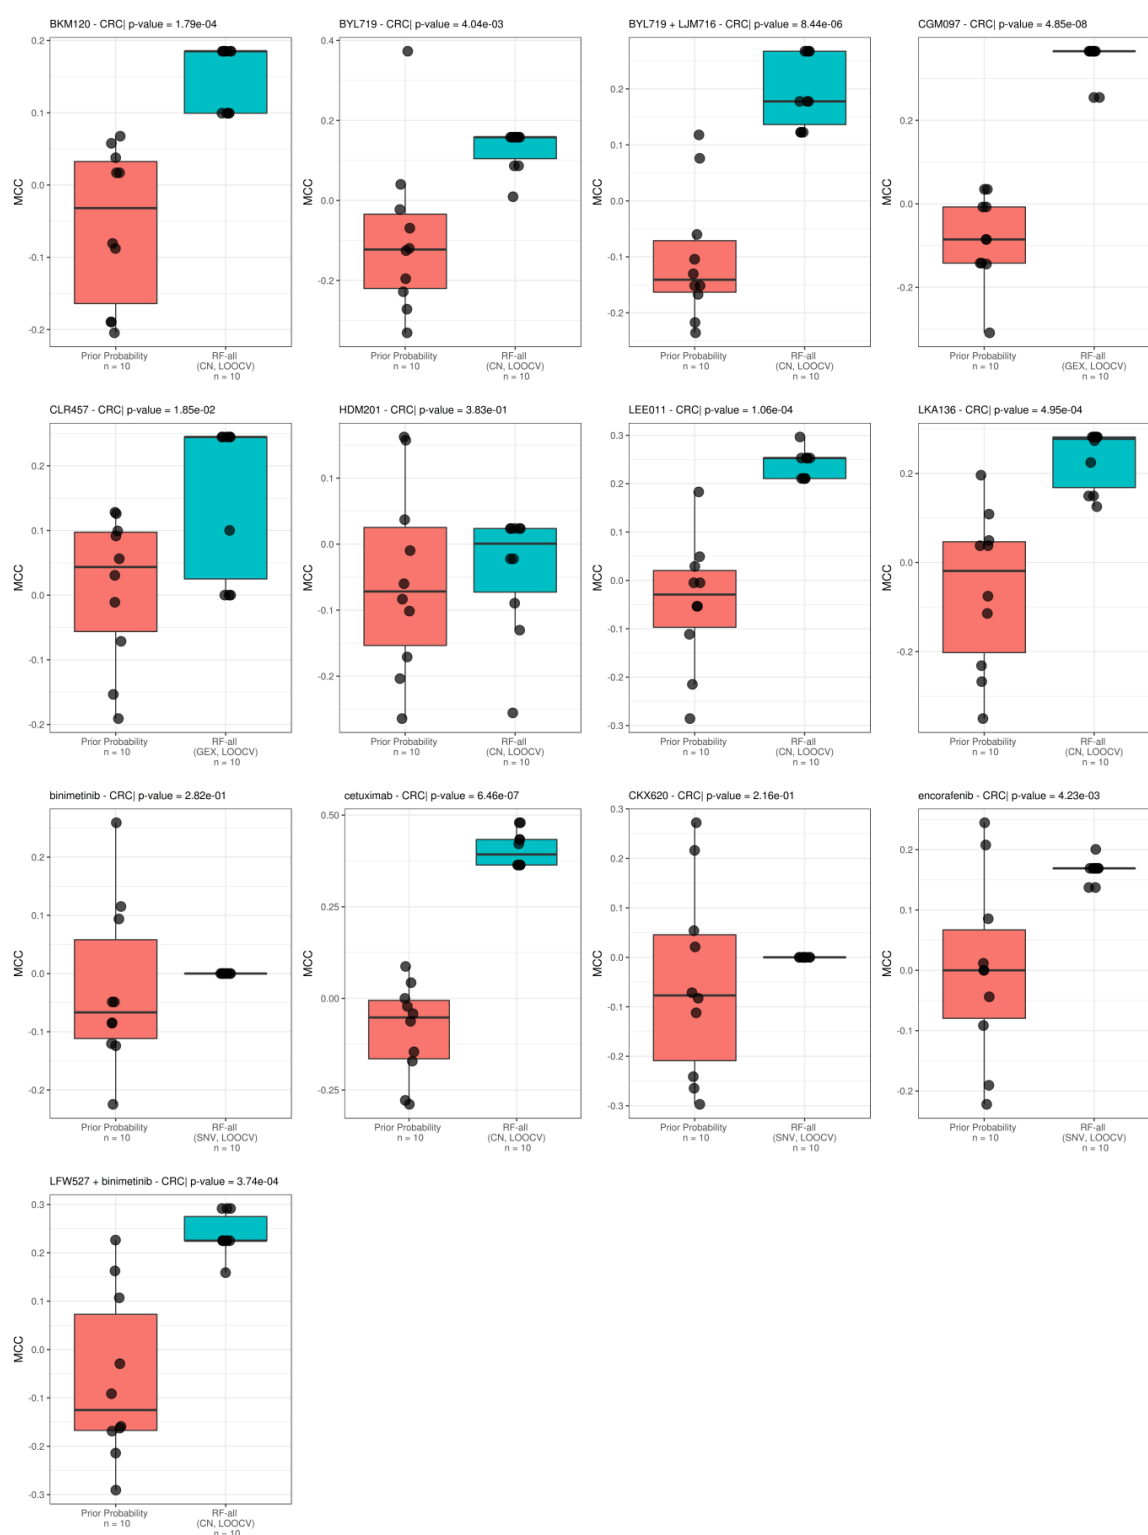 BKM120 - CRC| p-value = 1.79e-04
MCC
0.2
0.1
0.0
-0.1
-0.2
Prior Probability
n = 10
RF-all
(CN, LOOCV)
n = 10
BYL719 - CRC| p-value = 4.04e-03
MCC
0.4
0.2
0.0
-0.2
Prior Probability
n = 10
RF-all
(CN, LOOCV)
n = 10
BYL719 + LJM716 - CRC| p-value = 8.44e-06
MCC
0.2
0.1
0.0
-0.1
-0.2
Prior Probability
n = 10
RF-all
(CN, LOOCV)
n = 10
CGM097 - CRC| p-value = 4.85e-08
MCC
0.2
0.0
-0.2
Prior Probability
n = 10
RF-all
(GEX, LOOCV)
n = 10
CLR457 - CRC| p-value = 1.85e-02
MCC
0.2
0.1
0.0
-0.1
-0.2
Prior Probability
n = 10
RF-all
(GEX, LOOCV)
n = 10
HDM201 - CRC| p-value = 3.83e-01
MCC
0.1
0.0
-0.1
-0.2
Prior Probability
n = 10
RF-all
(CN, LOOCV)
n = 10
LEE011 - CRC| p-value = 1.06e-04
MCC
0.3
0.2
0.1
0.0
-0.1
-0.2
-0.3
Prior Probability
n = 10
RF-all
(CN, LOOCV)
n = 10
LKA136 - CRC| p-value = 4.95e-04
MCC
0.2
0.0
-0.2
Prior Probability
n = 10
RF-all
(CN, LOOCV)
n = 10
binimetinib - CRC| p-value = 2.82e-01
MCC
0.2
0.1
0.0
-0.1
-0.2
Prior Probability
n = 10
RF-all
(SNV, LOOCV)
n = 10
cetuximab - CRC| p-value = 6.46e-07
MCC
0.50
0.25
0.00
-0.25
Prior Probability
n = 10
RF-all
(CN, LOOCV)
n = 10
CKX620 - CRC| p-value = 2.16e-01
MCC
0.3
0.2
0.1
0.0
-0.1
-0.2
-0.3
Prior Probability
n = 10
RF-all
(SNV, LOOCV)
n = 10
encorafenib - CRC| p-value = 4.23e-03
MCC
0.2
0.1
0.0
-0.1
-0.2
Prior Probability
n = 10
RF-all
(SNV, LOOCV)
n = 10
LFW527 + binimetinib - CRC| p-value = 3.74e-04
MCC
0.3
0.2
0.1
0.0
-0.1
-0.2
-0.3
Prior Probability
n = 10
RF-all
(CN, LOOCV)
n = 10